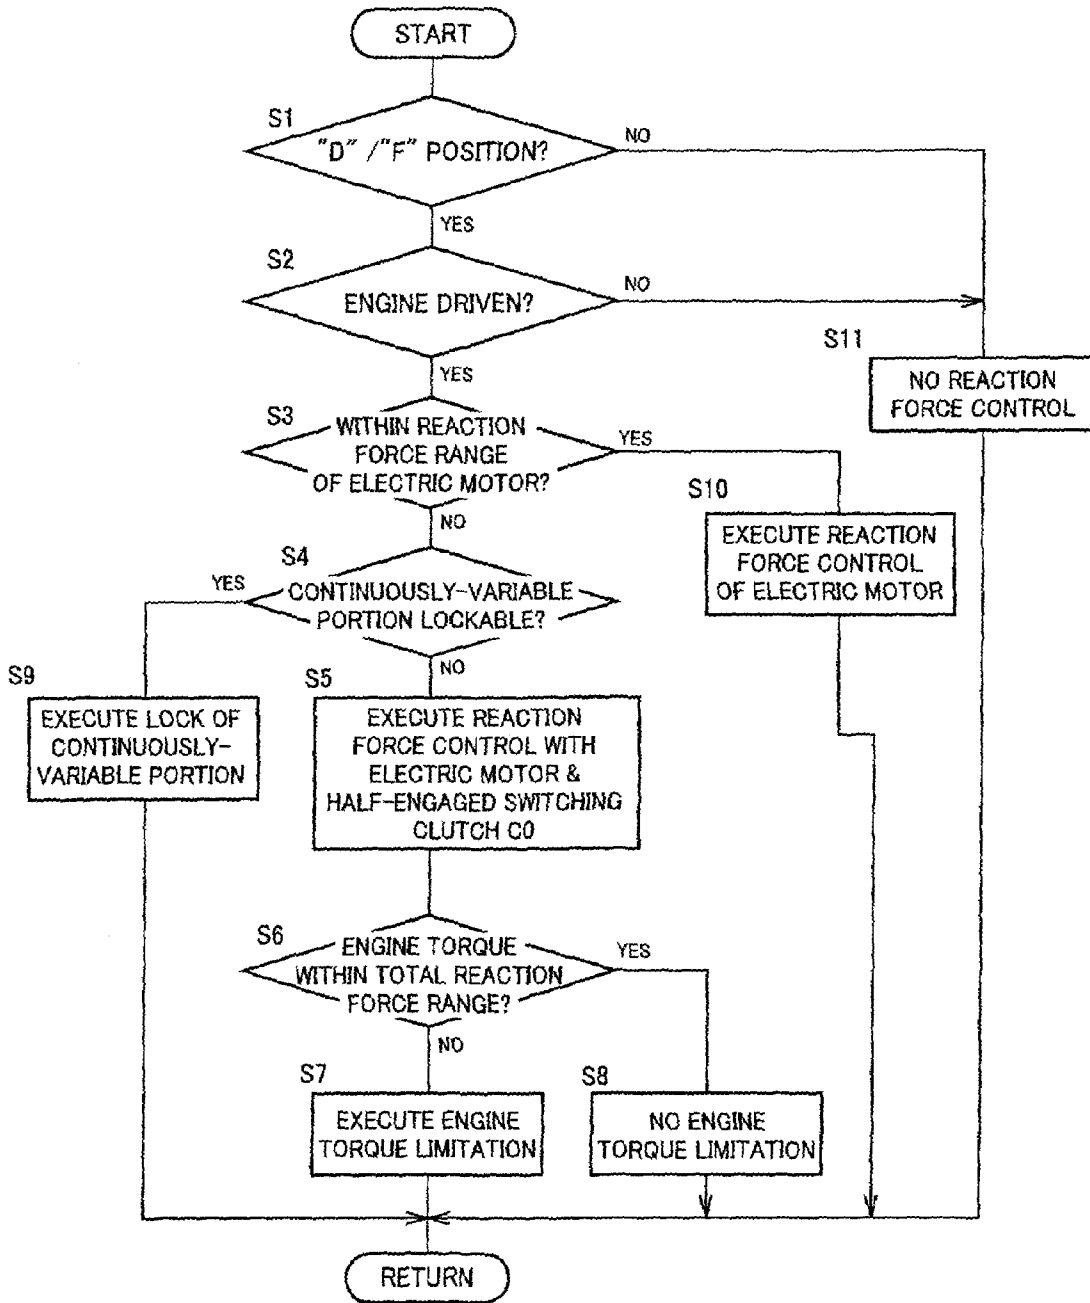 START
S1
"D" /"F" POSITION?
NO
YES
S2
ENGINE DRIVEN?
NO
YES
S11
NO REACTION
FORCE CONTROL
S3
WITHIN REACTION
FORCE RANGE
OF ELECTRIC MOTOR?
YES
NO
S10
EXECUTE REACTION
FORCE CONTROL
OF ELECTRIC MOTOR
S4
CONTINUOUSLY-VARIABLE
PORTION LOCKABLE?
YES
NO
S9
EXECUTE LOCK OF
CONTINUOUSLY-
VARIABLE PORTION
S5
EXECUTE REACTION
FORCE CONTROL WITH
ELECTRIC MOTOR &
HALF-ENGAGED SWITCHING
CLUTCH C0
S6
ENGINE TORQUE
WITHIN TOTAL REACTION
FORCE RANGE?
YES
NO
S7
EXECUTE ENGINE
TORQUE LIMITATION
S8
NO ENGINE
TORQUE LIMITATION
RETURN